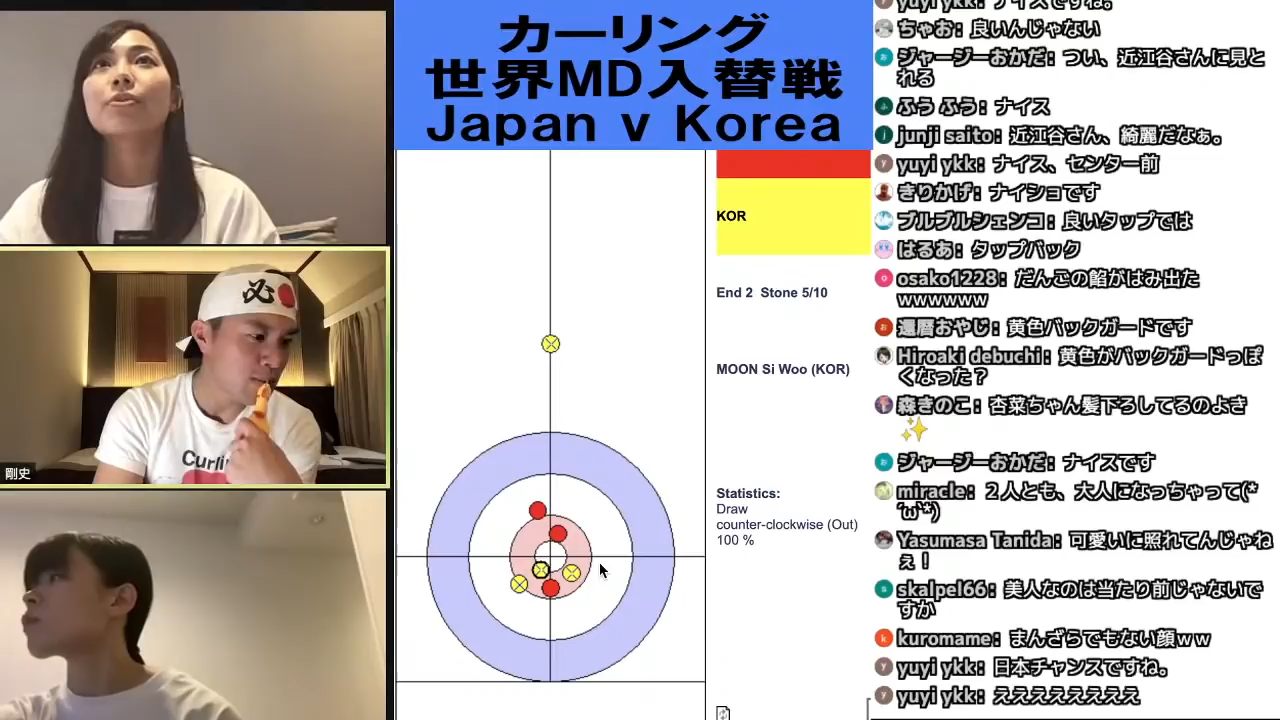 カーリング
世界MD入替戦
Japan v Korea
KOR
End 2 Stone 5/10
MOON Si Woo (KOR)
Statistics:
Draw
counter-clockwise (Out)
100 %
必
Curli
剛史
yuyi ykk: ナイスですね。
ちゃお: 良いんじゃない
ジャージーおかだ: つい、近江谷さんに見と
れる
ふう ふう: ナイス
junji saito: 近江谷さん、綺麗だなぁ。
yuyi ykk: ナイス、センター前
きりかげ: ナイショです
ブルブルシェンコ: 良いタップでは
はるあ: タップバック
osako1228: だんごの餡がはみ出た
wwwwww
還暦おやじ: 黄色バックガードです
Hiroaki debuchi: 黄色がバックガードっぽ
くなった？
森きのこ: 杏菜ちゃん髪下ろしてるのよき
✨
ジャージーおかだ: ナイスです
miracle: ２人とも、大人になっちゃって(*
´ω`*)
Yasumasa Tanida: 可愛いに照れてんじゃね
ぇ！
skalpel66: 美人なのは当たり前じゃないで
すか
kuromame: まんざらでもない顔ｗｗ
yuyi ykk: 日本チャンスですね。
yuyi ykk: ええええええええ